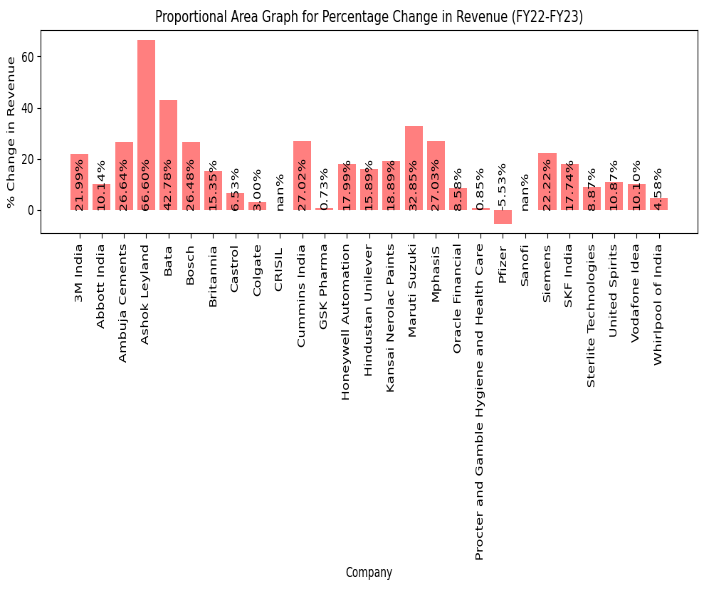 Proportional Area Graph for Percentage Change in Revenue (FY22-FY23)
% Change in Revenue
60
40
20
0
21.99%
10.14%
26.64%
66.60%
42.78%
26.48%
15.35%
6.53%
3.00%
nan%
27.02%
0.73%
17.99%
15.89%
18.89%
32.85%
27.03%
8.58%
0.85%
-5.53%
nan%
22.22%
17.74%
8.87%
10.87%
10.10%
4.58%
3M India
Abbott India
Ambuja Cements
Ashok Leyland
Bata
Bosch
Britannia
Castrol
Colgate
CRISIL
Cummins India
GSK Pharma
Honeywell Automation
Hindustan Unilever
Kansai Nerolac Paints
Maruti Suzuki
MphasiS
Oracle Financial
Procter and Gamble Hygiene and Health Care
Pfizer
Sanofi
Siemens
SKF India
Sterlite Technologies
United Spirits
Vodafone Idea
Whirlpool of India
Company